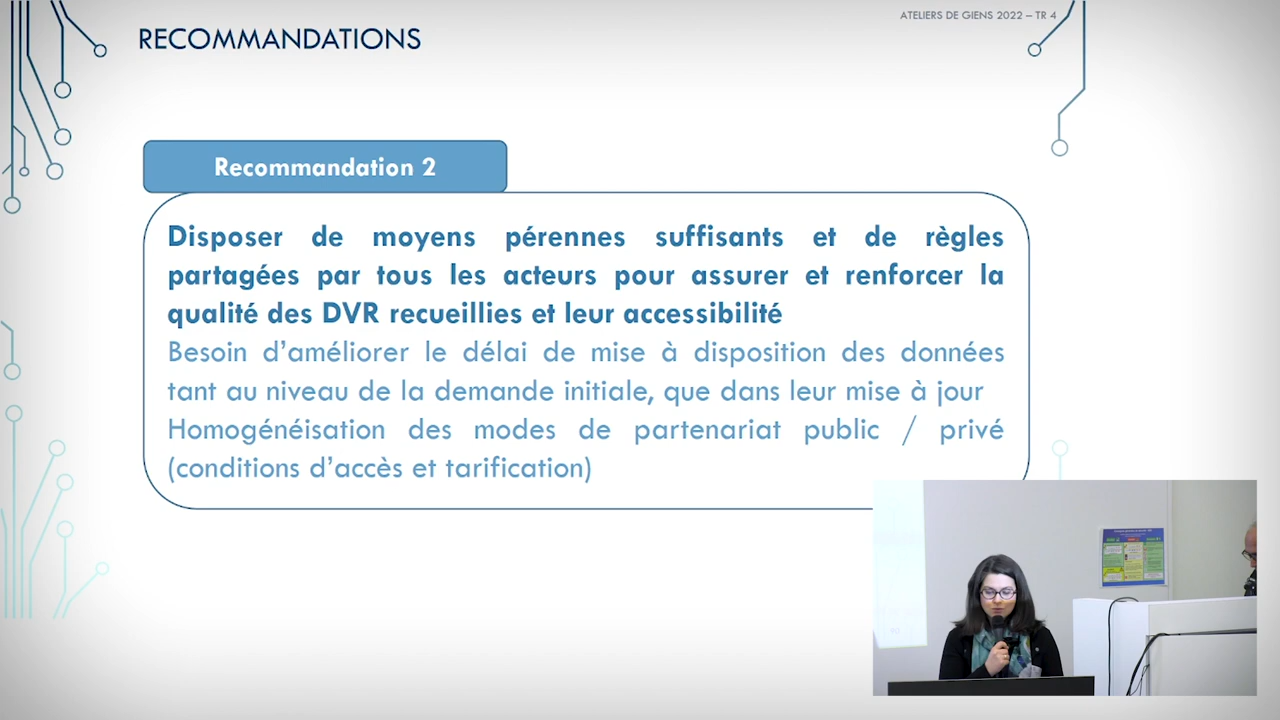 ATELIERS DE GIENS 2022 – TR 4
RECOMMANDATIONS
Recommandation 2
Disposer de moyens pérennes suffisants et de règles
partagées par tous les acteurs pour assurer et renforcer la
qualité des DVR recueillies et leur accessibilité
Besoin d’améliorer le délai de mise à disposition des données
tant au niveau de la demande initiale, que dans leur mise à jour
Homogénéisation des modes de partenariat public / privé
(conditions d’accès et tarification)